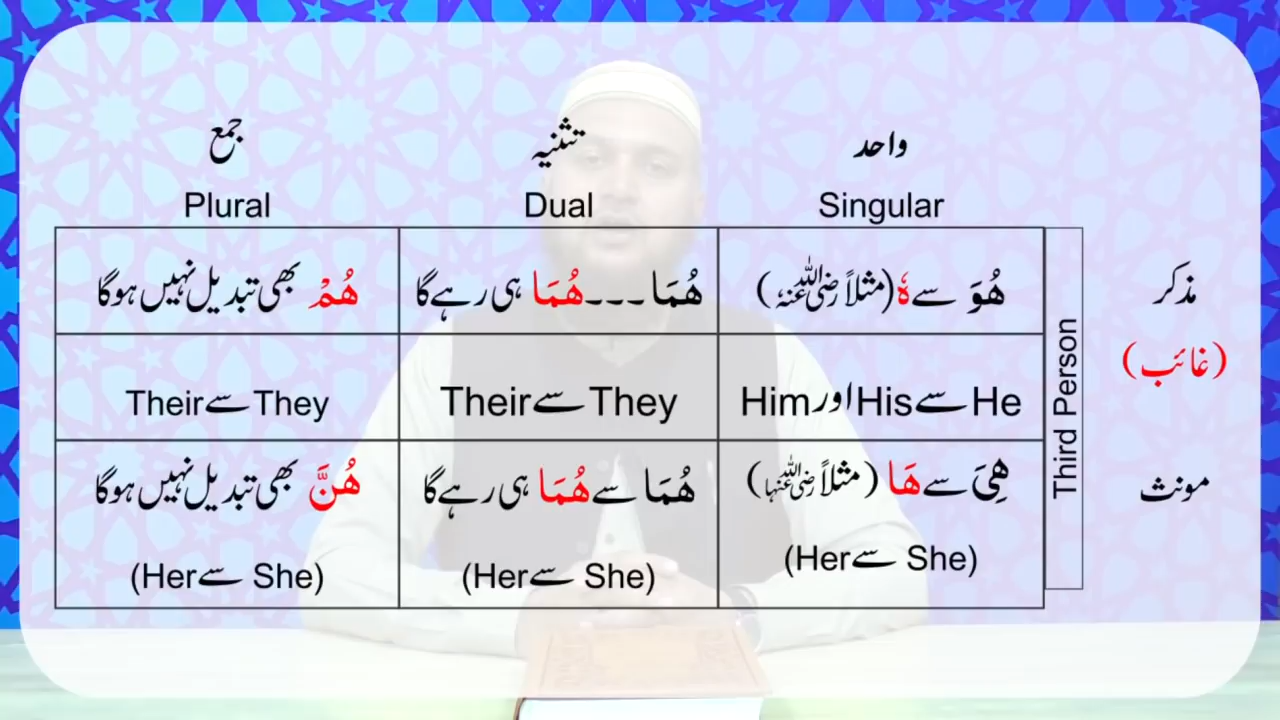 واحد تثنیہ جمع
Singular Dual Plural
مذکر
(غائب)
مونث
Third Person
هُوَ سے هٗ (مثلاً رضی اللہ عنہٗ)
هُمَا ۔۔۔ هُمَا ہی رہے گا
هُمْ بھی تبدیل نہیں ہوگا
He سے His اور Him
They سے Their
They سے Their
هِیَ سے هَا (مثلاً رضی اللہ عنہا)
هُمَا سے هُمَا ہی رہے گا
هُنَّ بھی تبدیل نہیں ہوگا
(She سے Her)
(She سے Her)
(She سے Her)